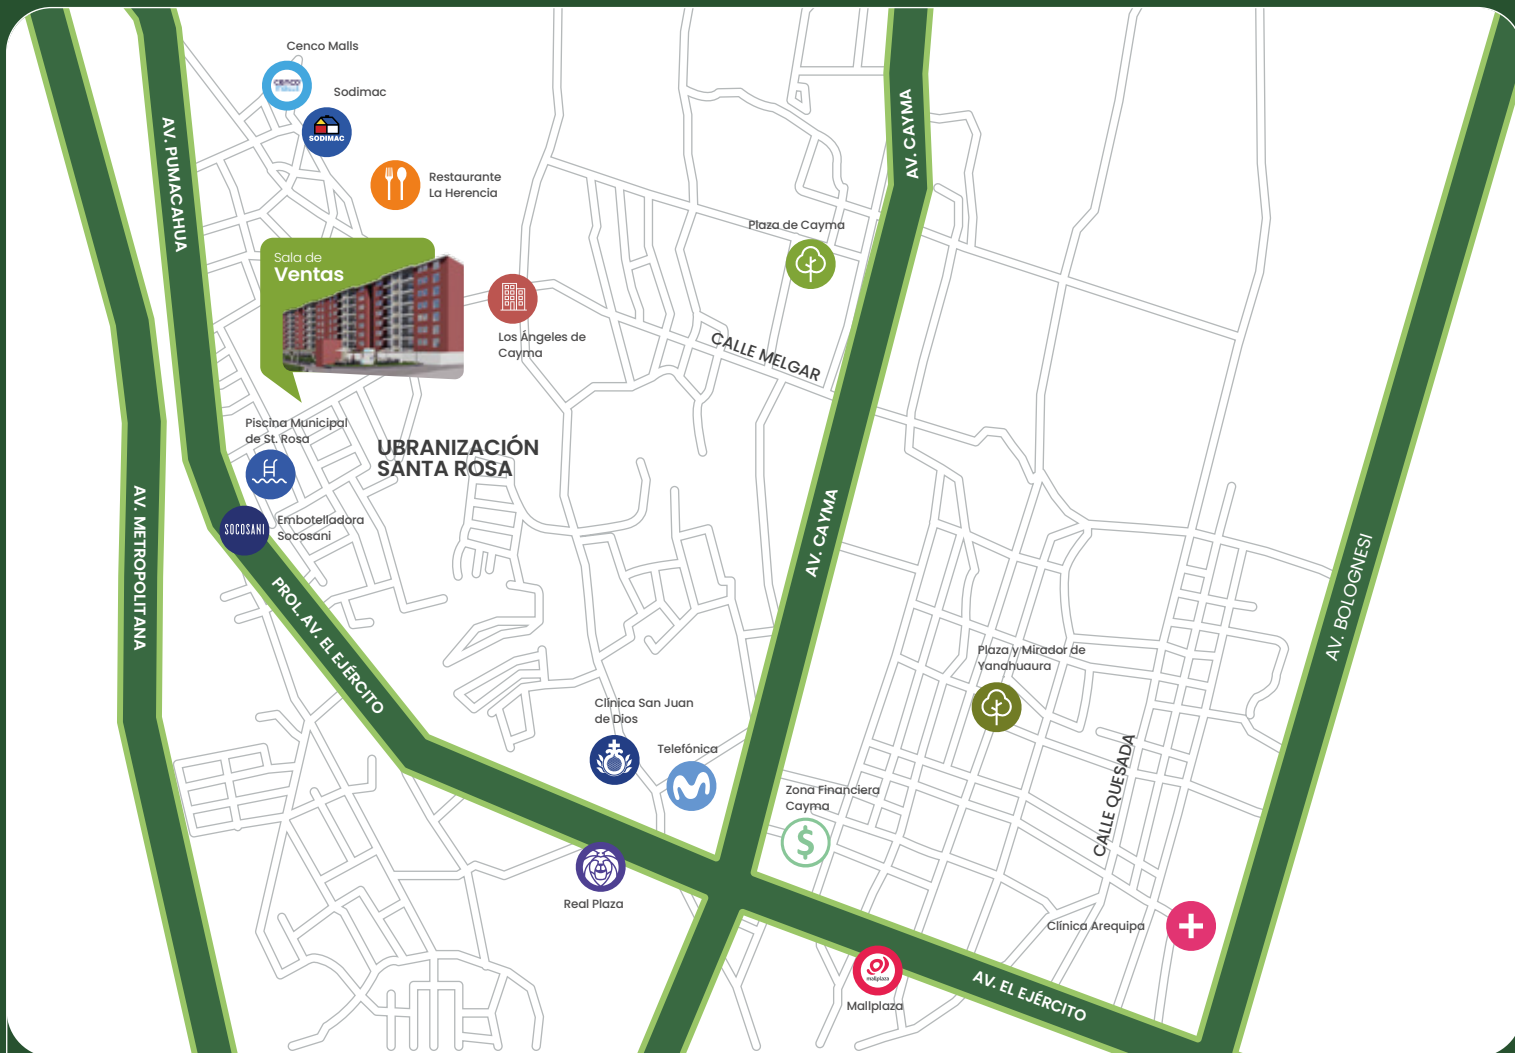 Cenco Malls
cenco
Sodimac
SODIMAC
AV. CAYMA
AV. PUMACAHUA
Restaurante
La Herencia
Plaza de Cayma
Sala de
Ventas
Los Ángeles de
Cayma
CALLE MELGAR
Piscina Municipal
de St. Rosa
UBRANIZACIÓN
SANTA ROSA
SOCOSANI
Embotelladora
Socosani
AV. METROPOLITANA
AV. CAYMA
AV. BOLOGNESI
PROL. AV. EL EJÉRCITO
Plaza y Mirador de
Yanahuaura
Clínica San Juan
de Dios
Telefónica
CALLE QUESADA
Zona Financiera
Cayma
$
Real Plaza
Clínica Arequipa
mallplaza
Mallplaza
AV. EL EJÉRCITO